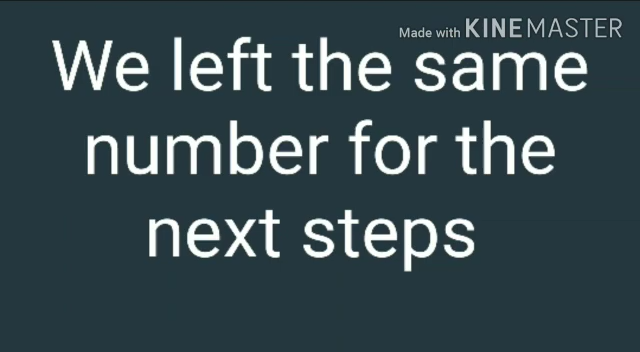 Made with KINEMASTER
We left the same
number for the
next steps